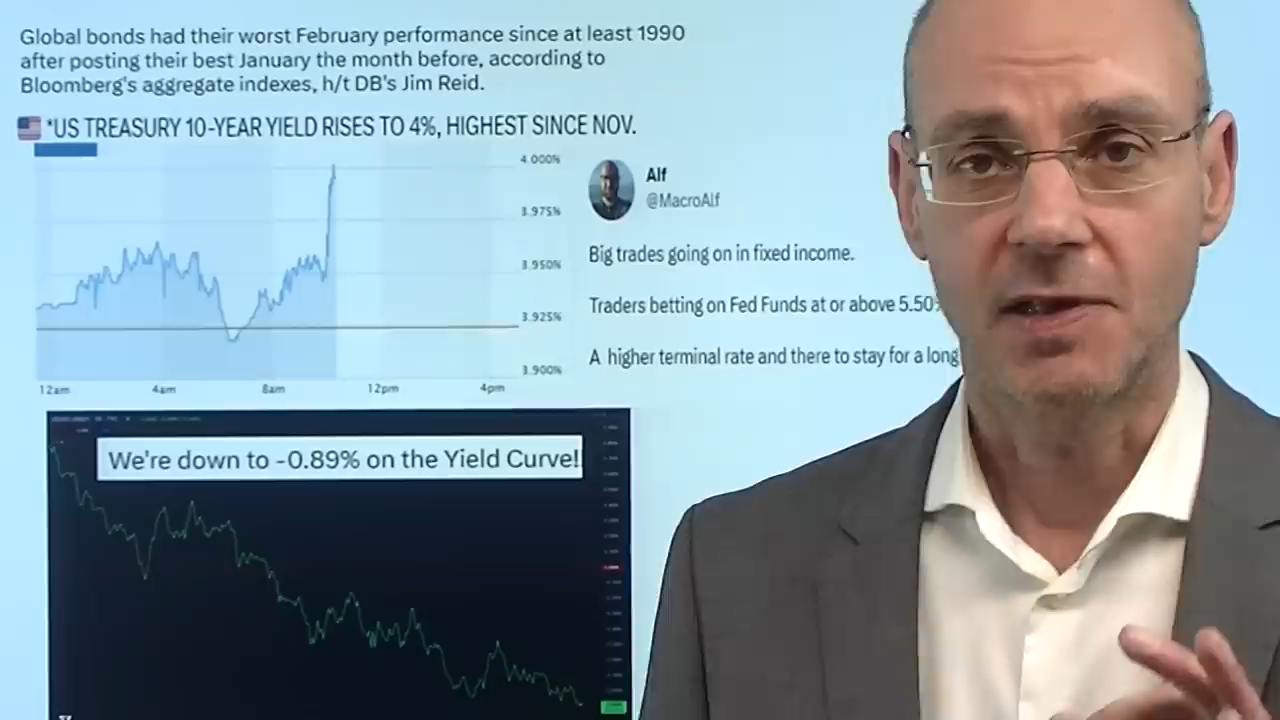 Global bonds had their worst February performance since at least 1990
after posting their best January the month before, according to
Bloomberg's aggregate indexes, h/t DB's Jim Reid.
*US TREASURY 10-YEAR YIELD RISES TO 4%, HIGHEST SINCE NOV.
4.000%
3.975%
3.950%
3.925%
3.900%
12am 4am 8am 12pm 4pm
Alf
@MacroAlf
Big trades going on in fixed income.
Traders betting on Fed Funds at or above 5.50%
A higher terminal rate and there to stay for a long
We're down to -0.89% on the Yield Curve!